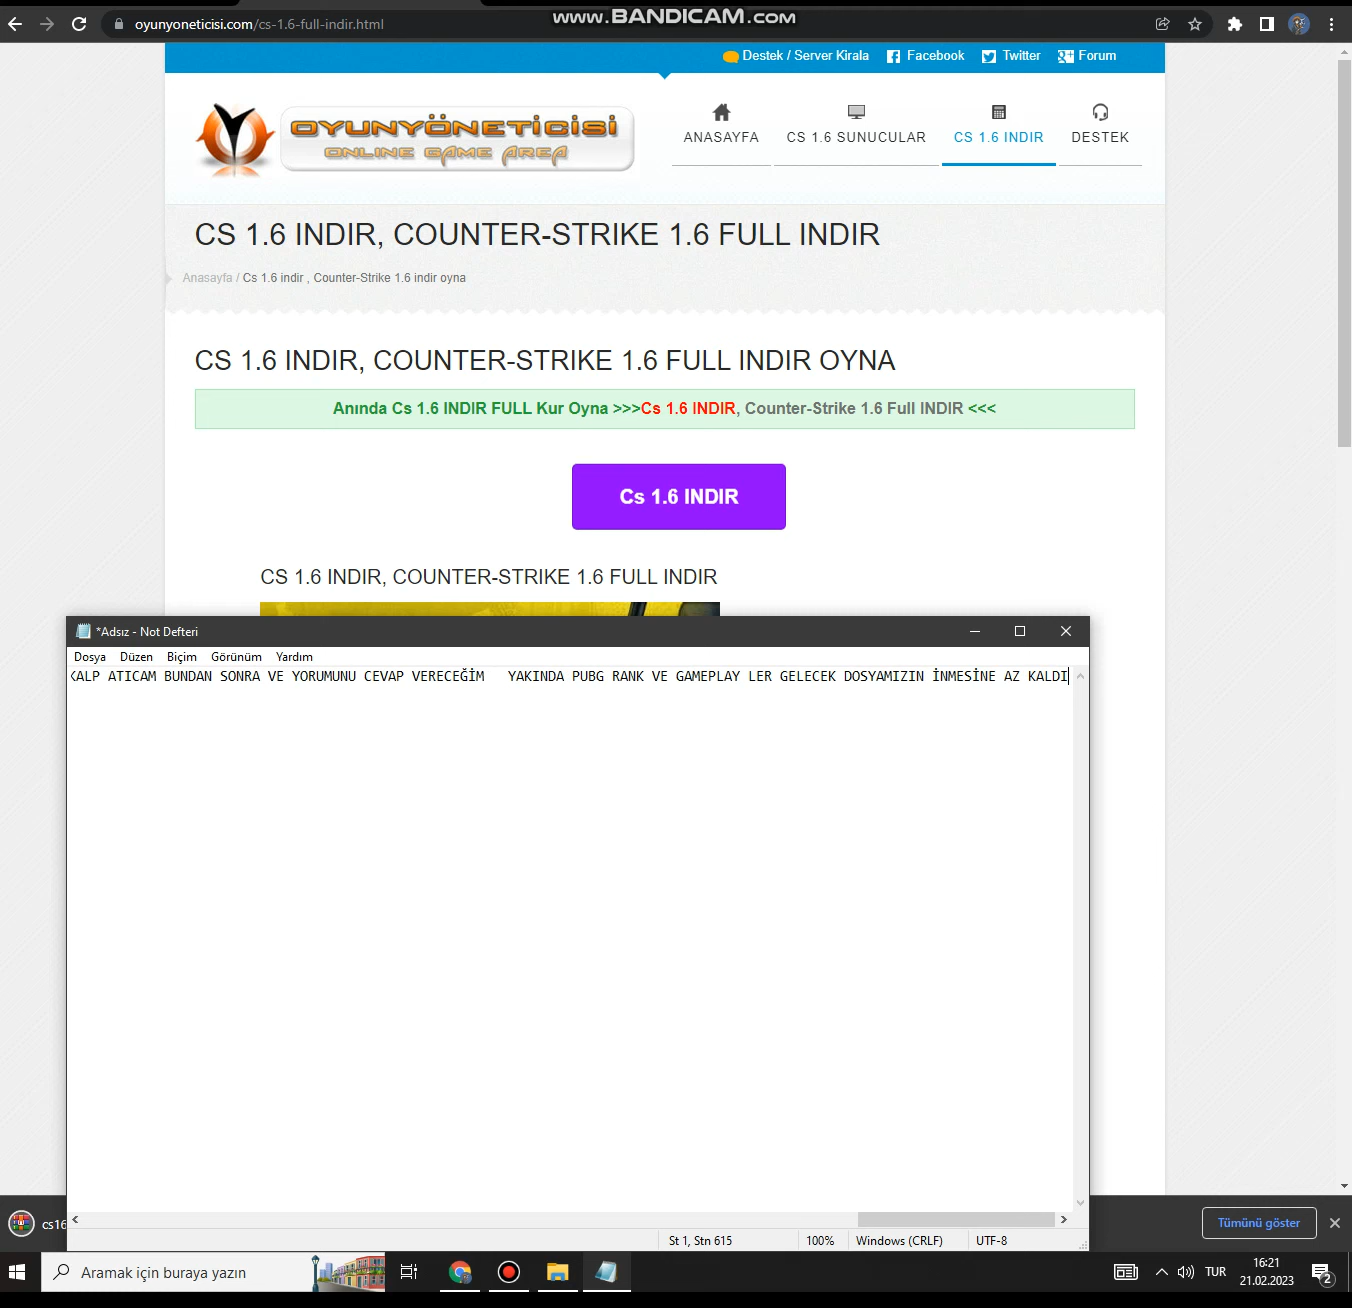 oyunyoneticisi.com/cs-1.6-full-indir.html
www.BANDICAM.com
Destek / Server Kirala Facebook Twitter Forum
OYUNYÖNETİCİSİ
ONLINE GAME AREA
ANASAYFA CS 1.6 SUNUCULAR CS 1.6 INDIR DESTEK
CS 1.6 INDIR, COUNTER-STRIKE 1.6 FULL INDIR
Anasayfa / Cs 1.6 indir , Counter-Strike 1.6 indir oyna
CS 1.6 INDIR, COUNTER-STRIKE 1.6 FULL INDIR OYNA
Anında Cs 1.6 INDIR FULL Kur Oyna >>>Cs 1.6 INDIR, Counter-Strike 1.6 Full INDIR <<<
Cs 1.6 INDIR
CS 1.6 INDIR, COUNTER-STRIKE 1.6 FULL INDIR
*Adsız - Not Defteri
Dosya Düzen Biçim Görünüm Yardım
KALP ATICAM BUNDAN SONRA VE YORUMUNU CEVAP VERECEĞİM YAKINDA PUBG RANK VE GAMEPLAY LER GELECEK DOSYAMIZIN İNMESİNE AZ KALDI
cs16
Tümünü göster
St 1, Stn 615 100% Windows (CRLF) UTF-8
Aramak için buraya yazın
TUR
16:21
21.02.2023
2